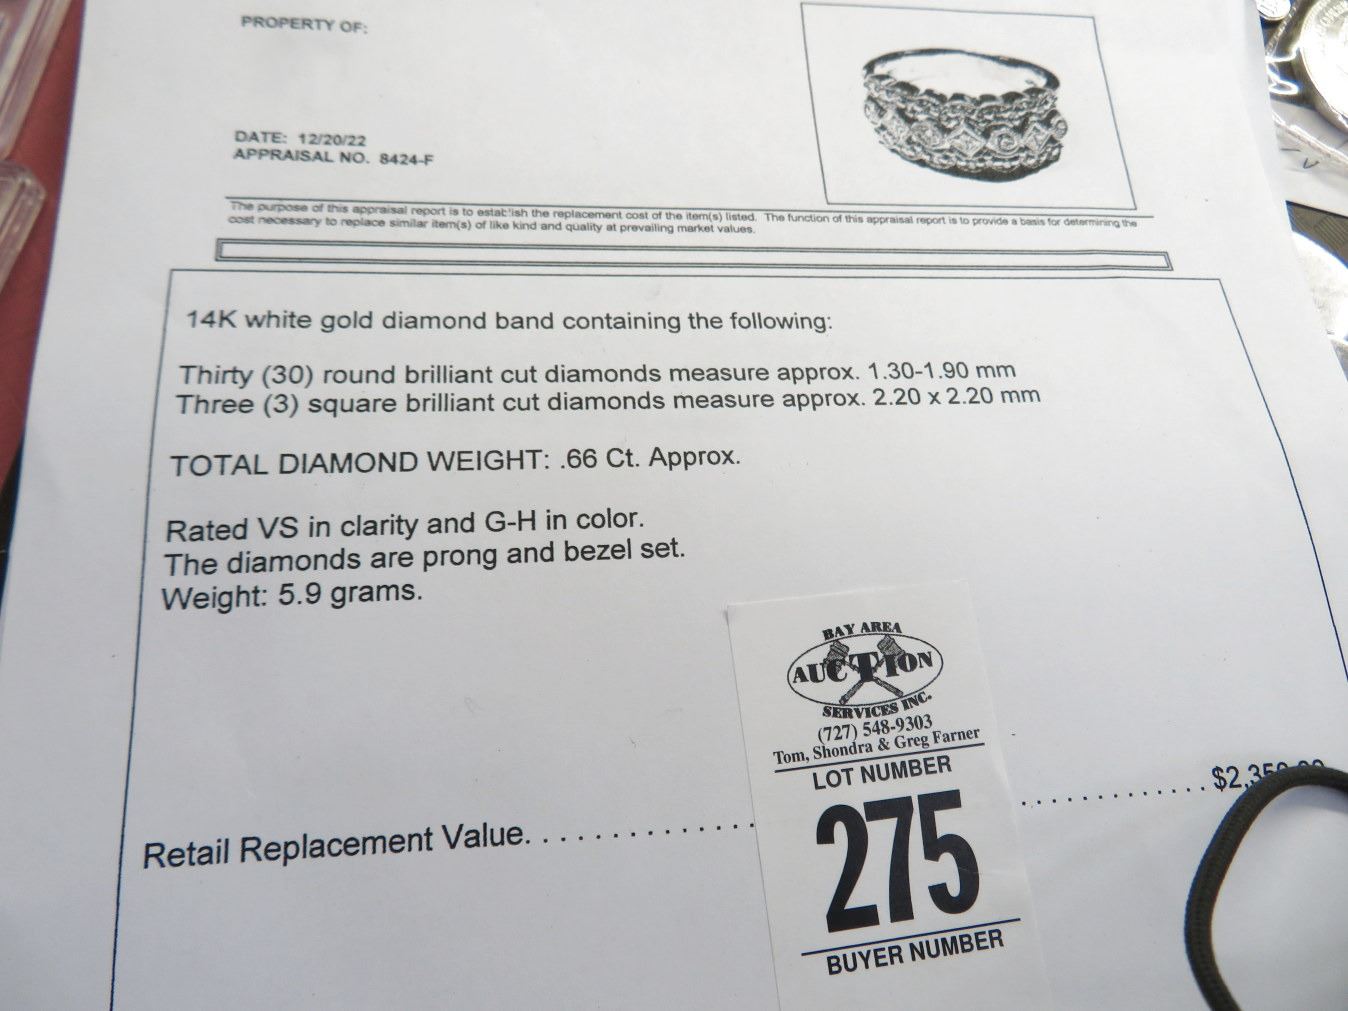 PROPERTY OF:
DATE: 12/20/22
APPRAISAL NO. 8424-F
The purpose of this appraisal report is to establish the replacement cost of the item(s) listed. The function of this appraisal report is to provide a basis for determining the
cost necessary to replace similar item(s) of like kind and quality at prevailing market values.
14K white gold diamond band containing the following:
Thirty (30) round brilliant cut diamonds measure approx. 1.30-1.90 mm
Three (3) square brilliant cut diamonds measure approx. 2.20 x 2.20 mm
TOTAL DIAMOND WEIGHT: .66 Ct. Approx.
Rated VS in clarity and G-H in color.
The diamonds are prong and bezel set.
Weight: 5.9 grams.
Retail Replacement Value. . . . . . . . . . . . . . . . . . . . . . . . . . . .
BAY AREA
AUCTION
SERVICES INC.
(727) 548-9303
Tom, Shondra & Greg Farner
LOT NUMBER
275
BUYER NUMBER